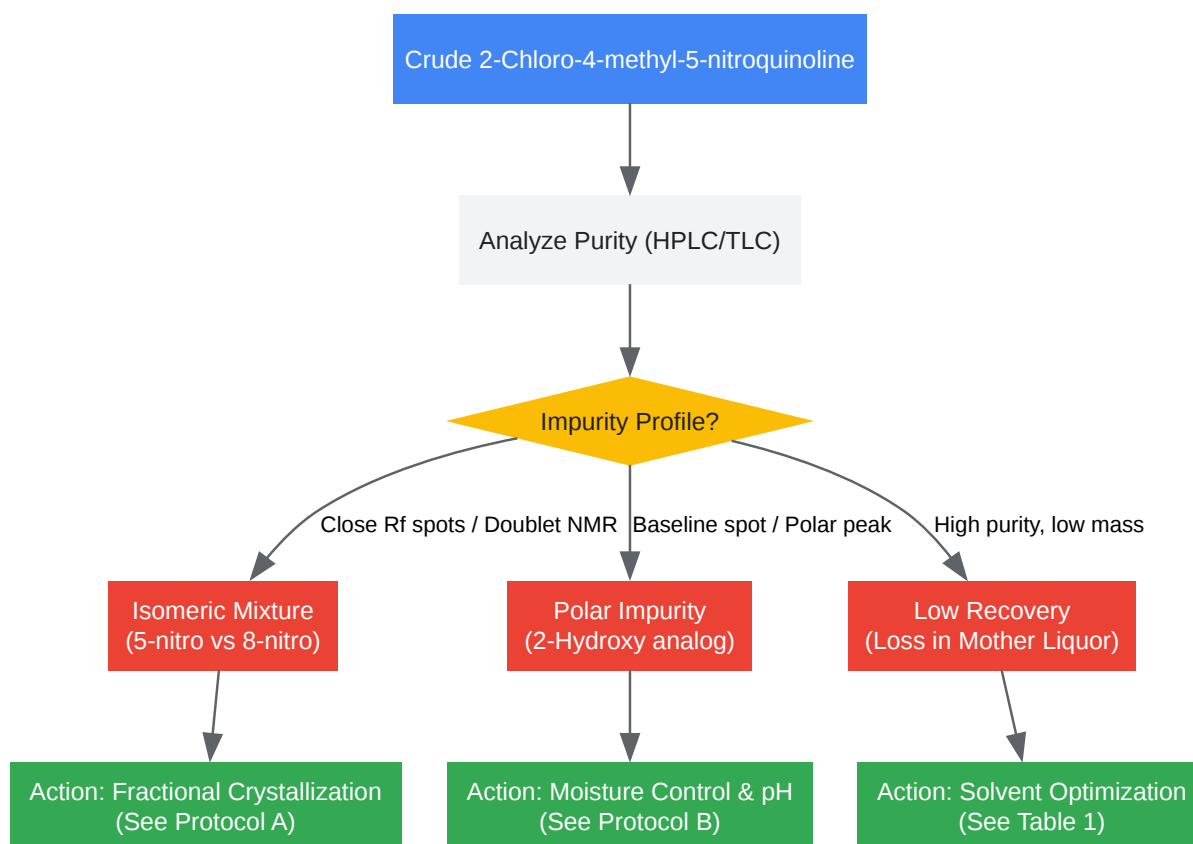 Crude 2-Chloro-4-methyl-5-nitroquinoline
Analyze Purity (HPLC/TLC)
Impurity Profile?
Close Rf spots / Doublet NMR
Baseline spot / Polar peak
High purity, low mass
Isomeric Mixture
(5-nitro vs 8-nitro)
Polar Impurity
(2-Hydroxy analog)
Low Recovery
(Loss in Mother Liquor)
Action: Fractional Crystallization
(See Protocol A)
Action: Moisture Control & pH
(See Protocol B)
Action: Solvent Optimization
(See Table 1)